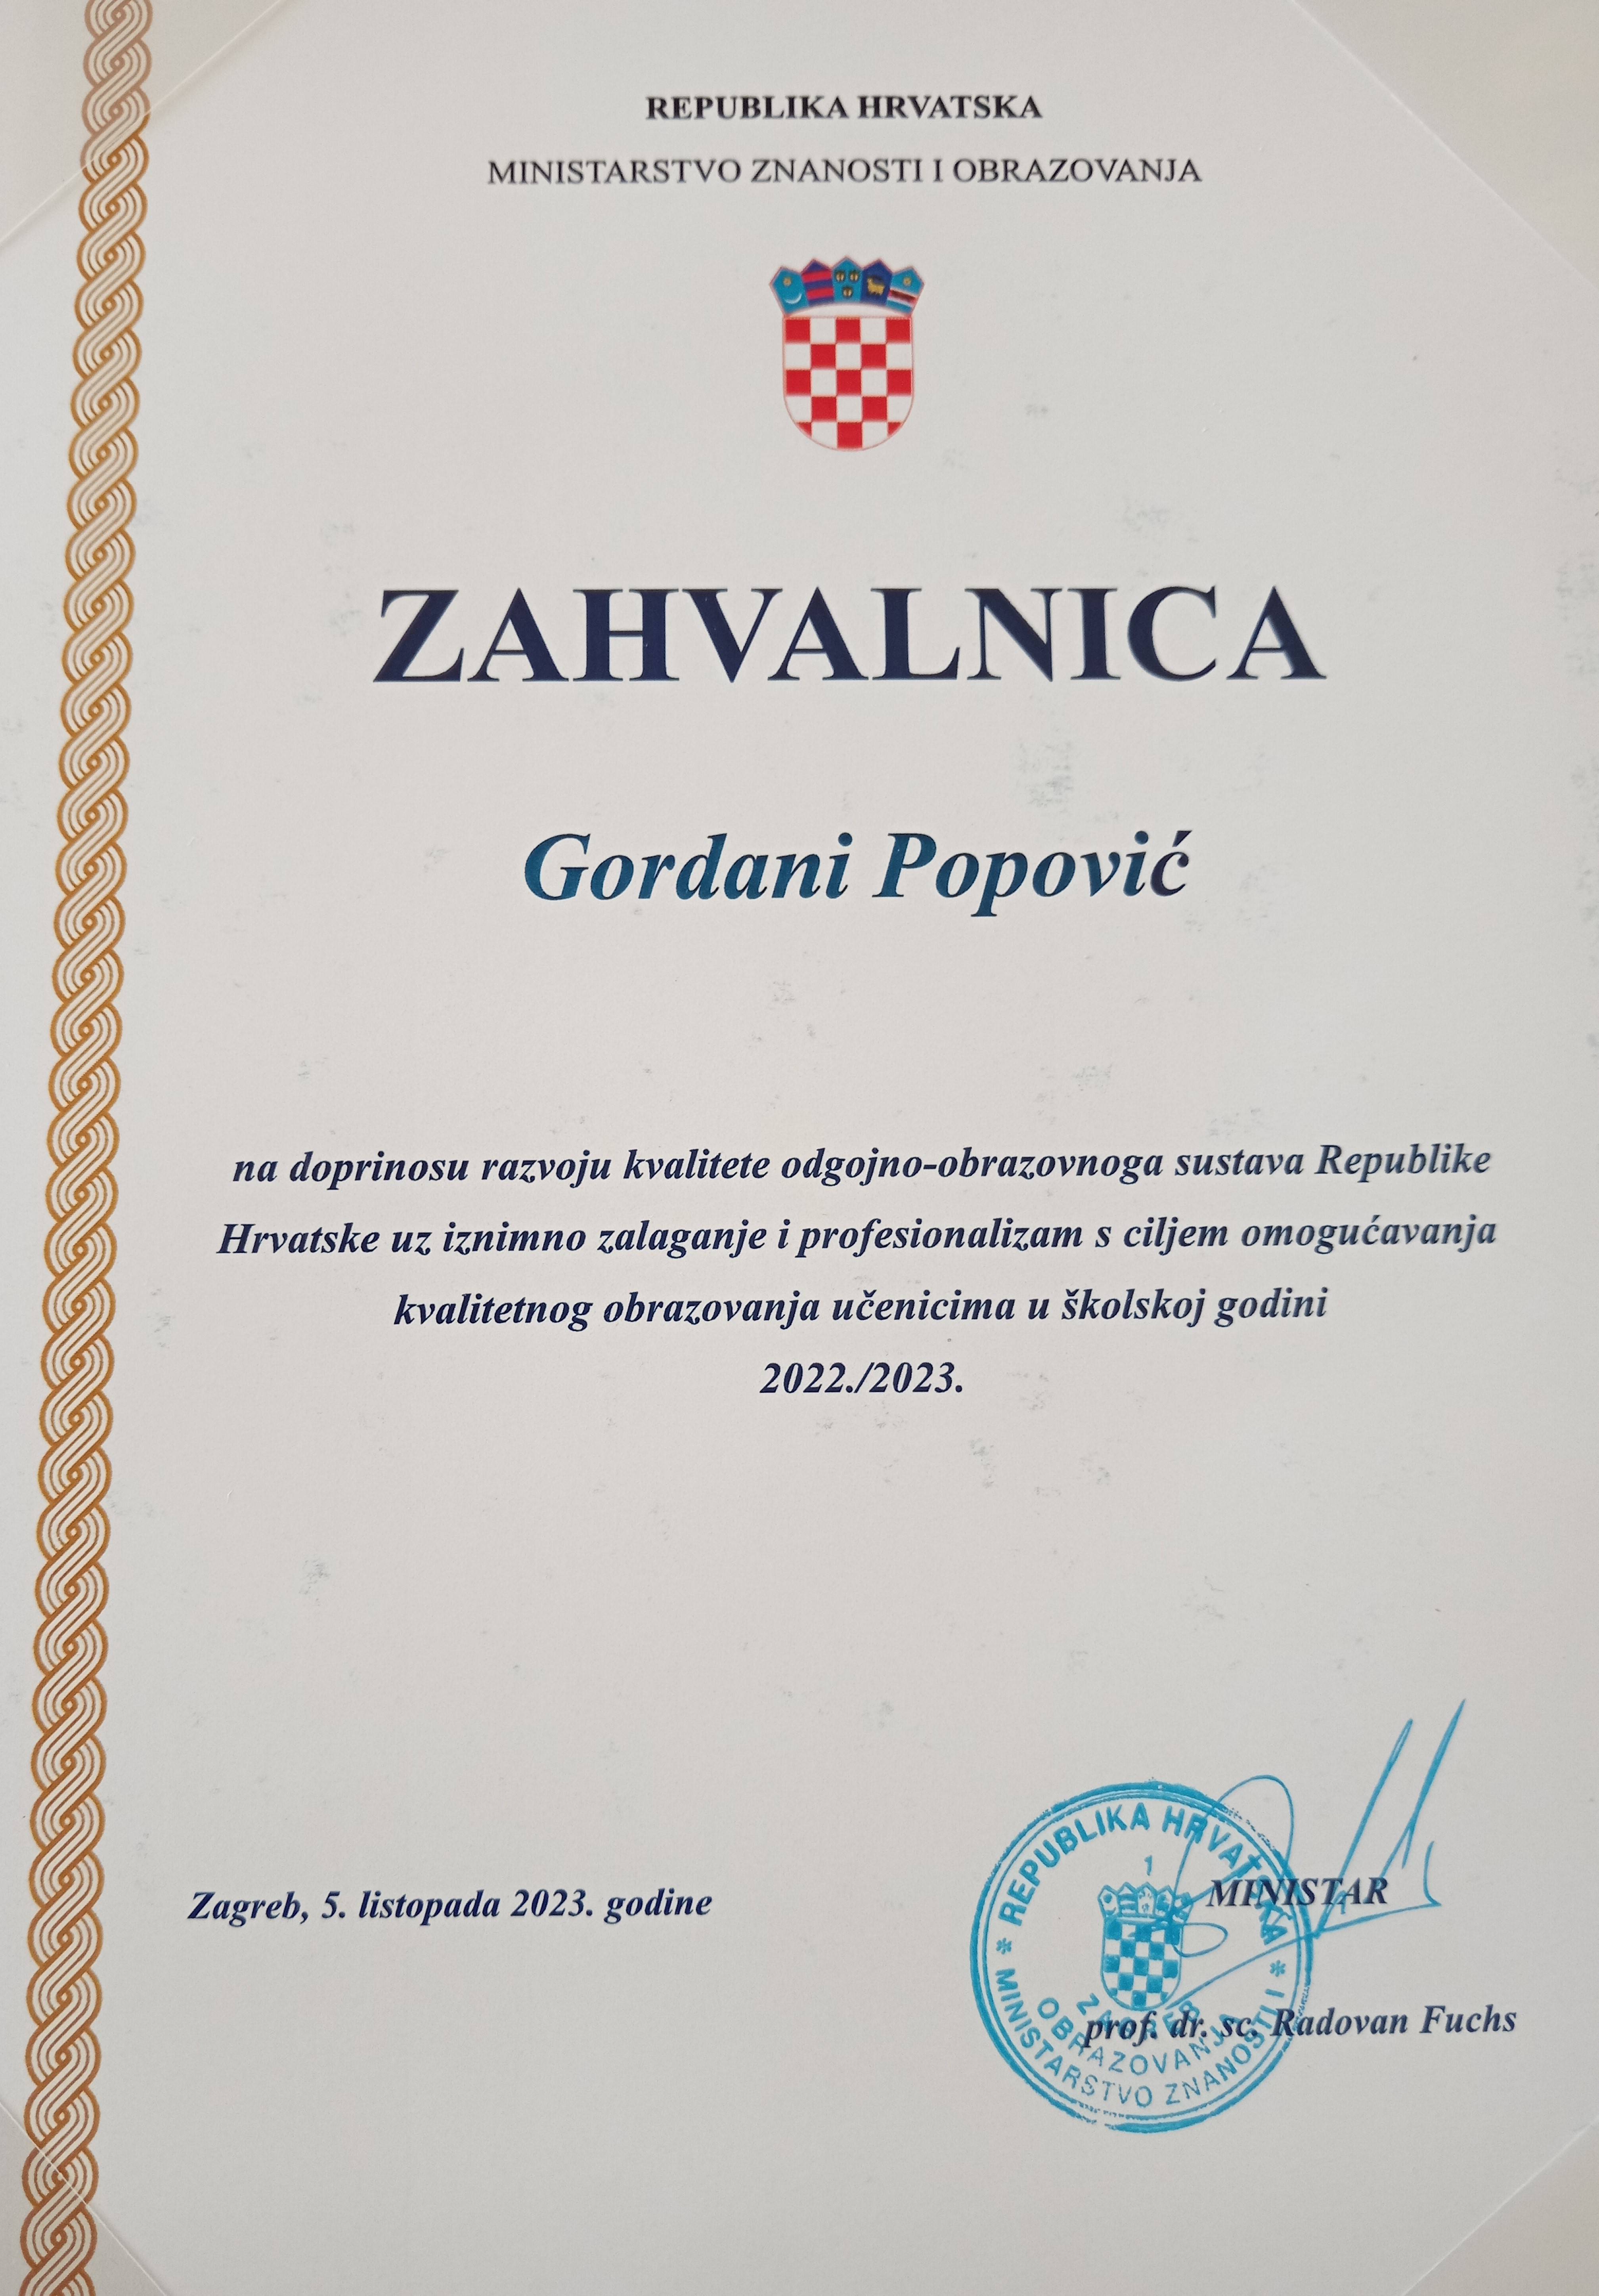 REPUBLIKA HRVATSKA
MINISTARSTVO ZNANOSTI I OBRAZOVANJA
ZAHVALNICA
Gordani Popović
na doprinosu razvoju kvalitete odgojno-obrazovnoga sustava Republike
Hrvatske uz iznimno zalaganje i profesionalizam s ciljem omogućavanja
kvalitetnog obrazovanja učenicima u školskoj godini
2022./2023.
Zagreb, 5. listopada 2023. godine
MINISTAR
prof. dr. sc. Radovan Fuchs
REPUBLIKA HRVATSKA
1
* MINISTARSTVO ZNANOSTI I *
OBRAZOVANJA
ZAGREB